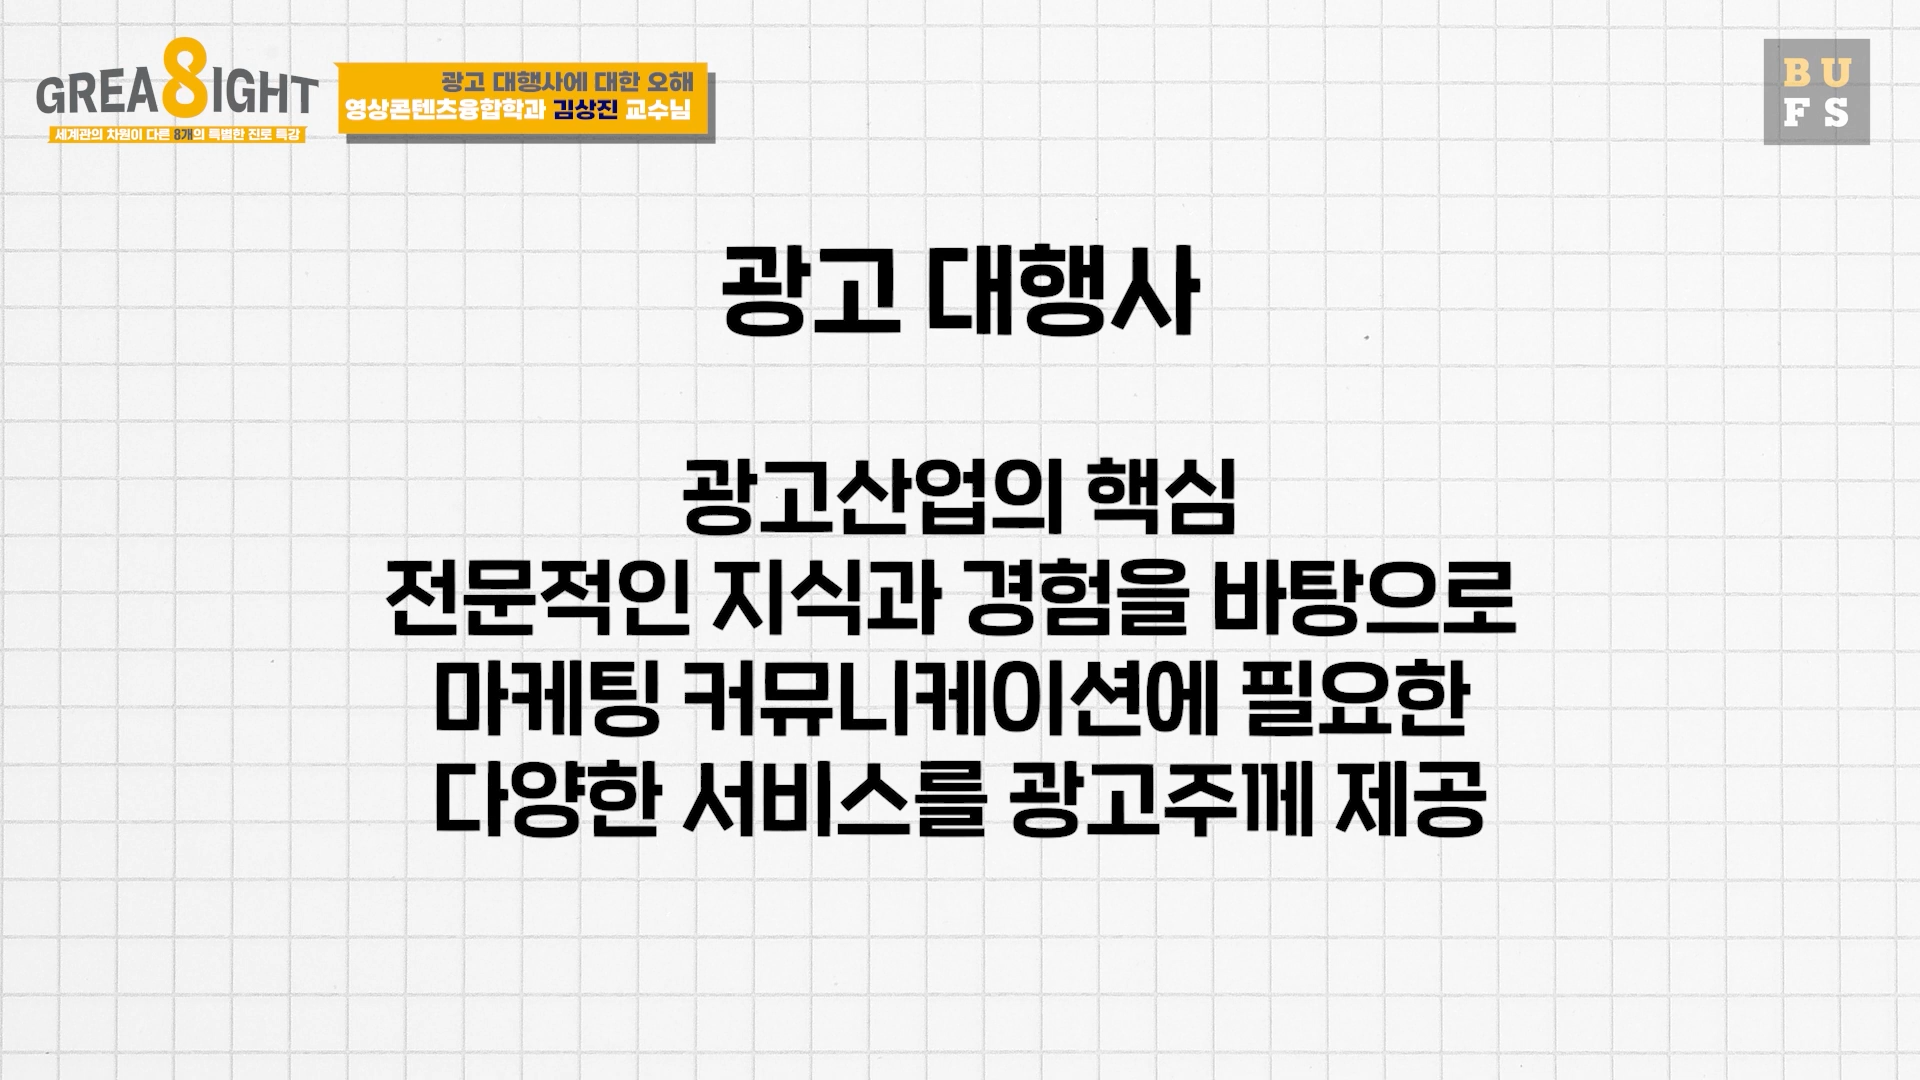 GREA8IGHT
세계관의 차원이 다른 8개의 특별한 진로 특강
광고 대행사에 대한 오해
영상콘텐츠융합학과 김상진 교수님
BU
FS
광고 대행사
광고산업의 핵심
전문적인 지식과 경험을 바탕으로
마케팅 커뮤니케이션에 필요한
다양한 서비스를 광고주께 제공